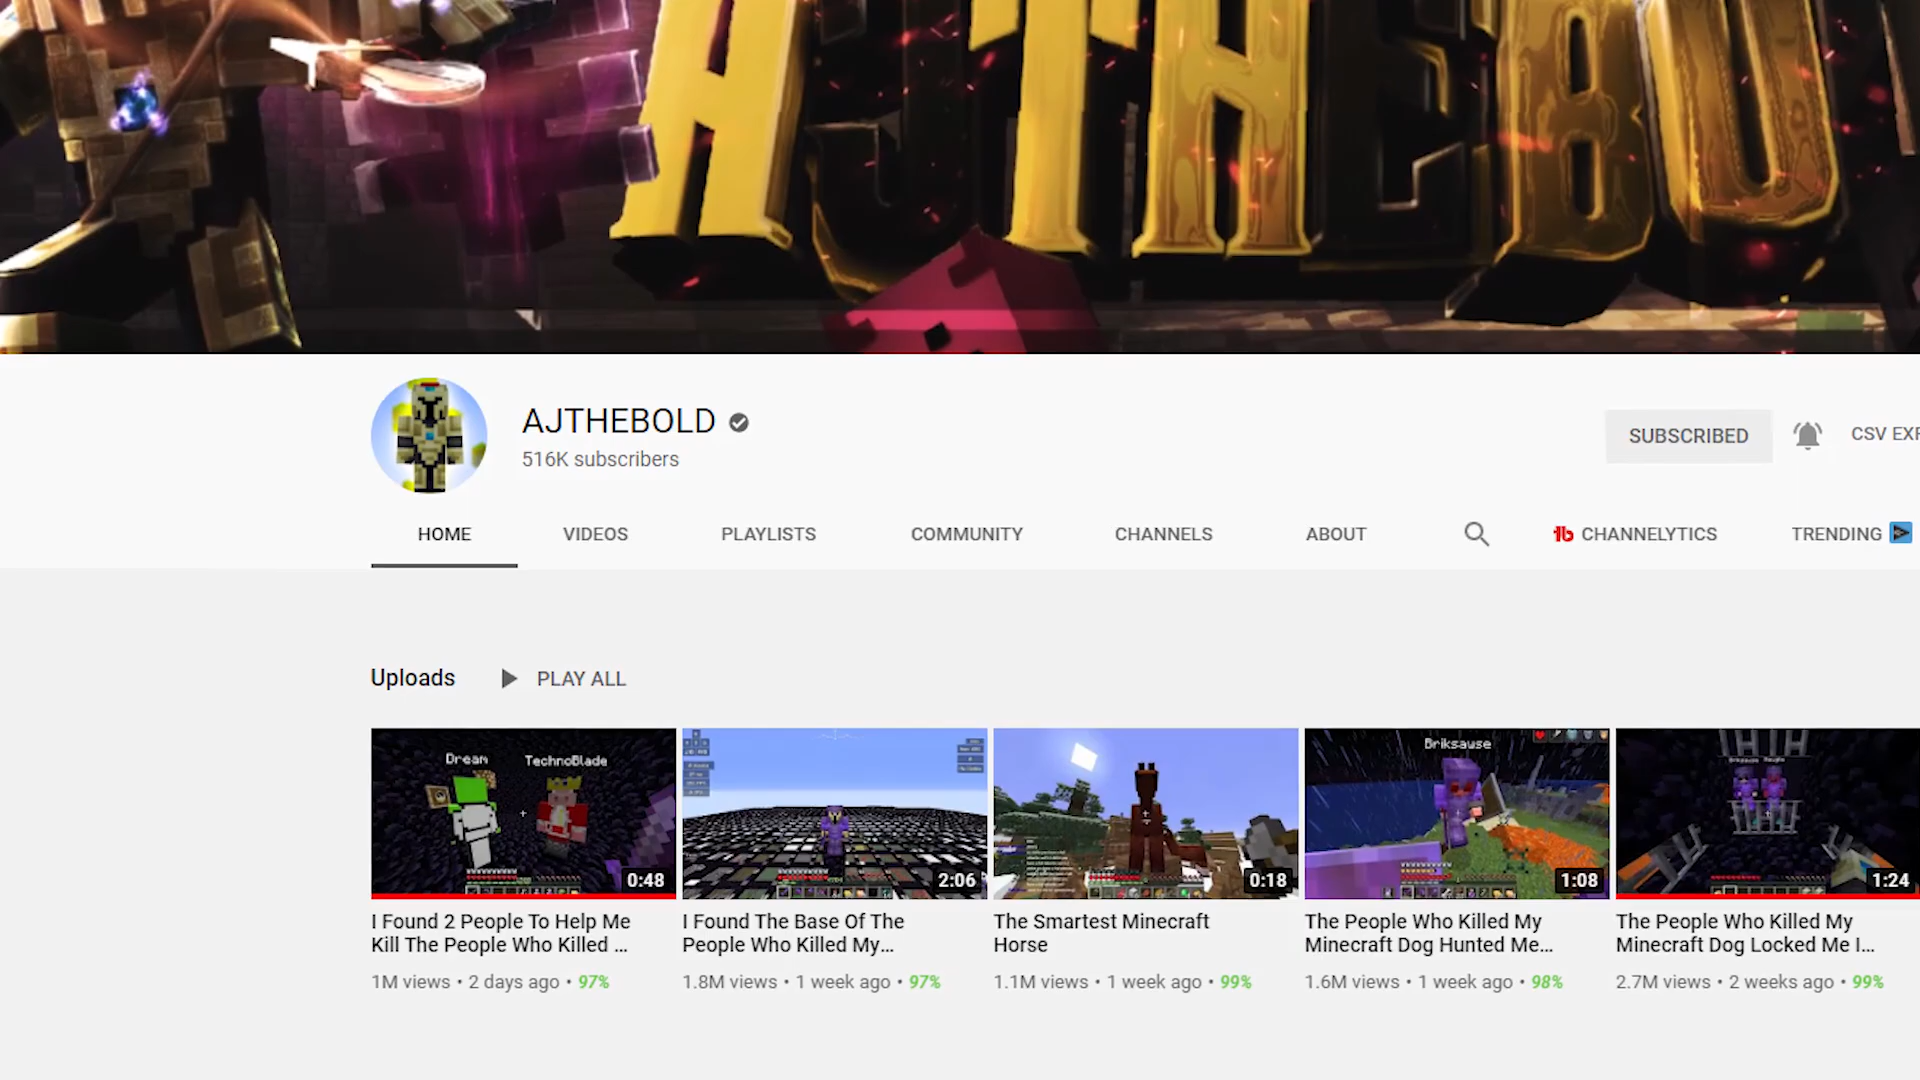 AJTHEBO
AJTHEBOLD
516K subscribers
SUBSCRIBED
CSV EXP
HOME
VIDEOS
PLAYLISTS
COMMUNITY
CHANNELS
ABOUT
CHANNELYTICS
TRENDING
Uploads
PLAY ALL
Dream
TechnoBlade
0:48
I Found 2 People To Help Me
Kill The People Who Killed ...
1M views • 2 days ago • 97%
2:06
I Found The Base Of The
People Who Killed My...
1.8M views • 1 week ago • 97%
0:18
The Smartest Minecraft
Horse
1.1M views • 1 week ago • 99%
Briksause
1:08
The People Who Killed My
Minecraft Dog Hunted Me...
1.6M views • 1 week ago • 98%
1:24
The People Who Killed My
Minecraft Dog Locked Me I...
2.7M views • 2 weeks ago • 99%